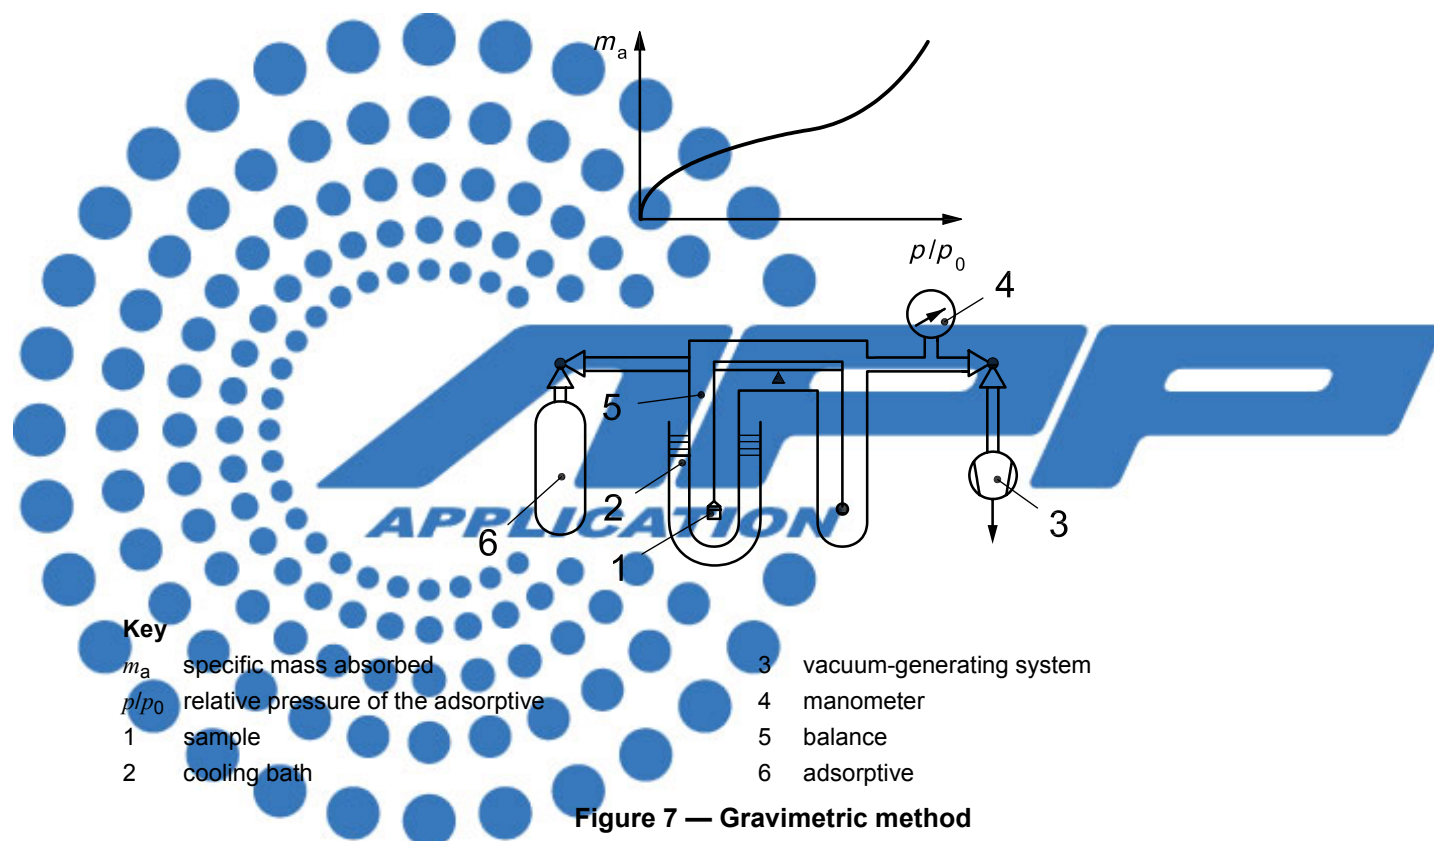 mₐ
p/p₀
4
5
2
3
6
1
APP
APPLICATION
Key
mₐ specific mass absorbed
p/p₀ relative pressure of the adsorptive
1 sample
2 cooling bath
3 vacuum-generating system
4 manometer
5 balance
6 adsorptive
Figure 7 — Gravimetric method